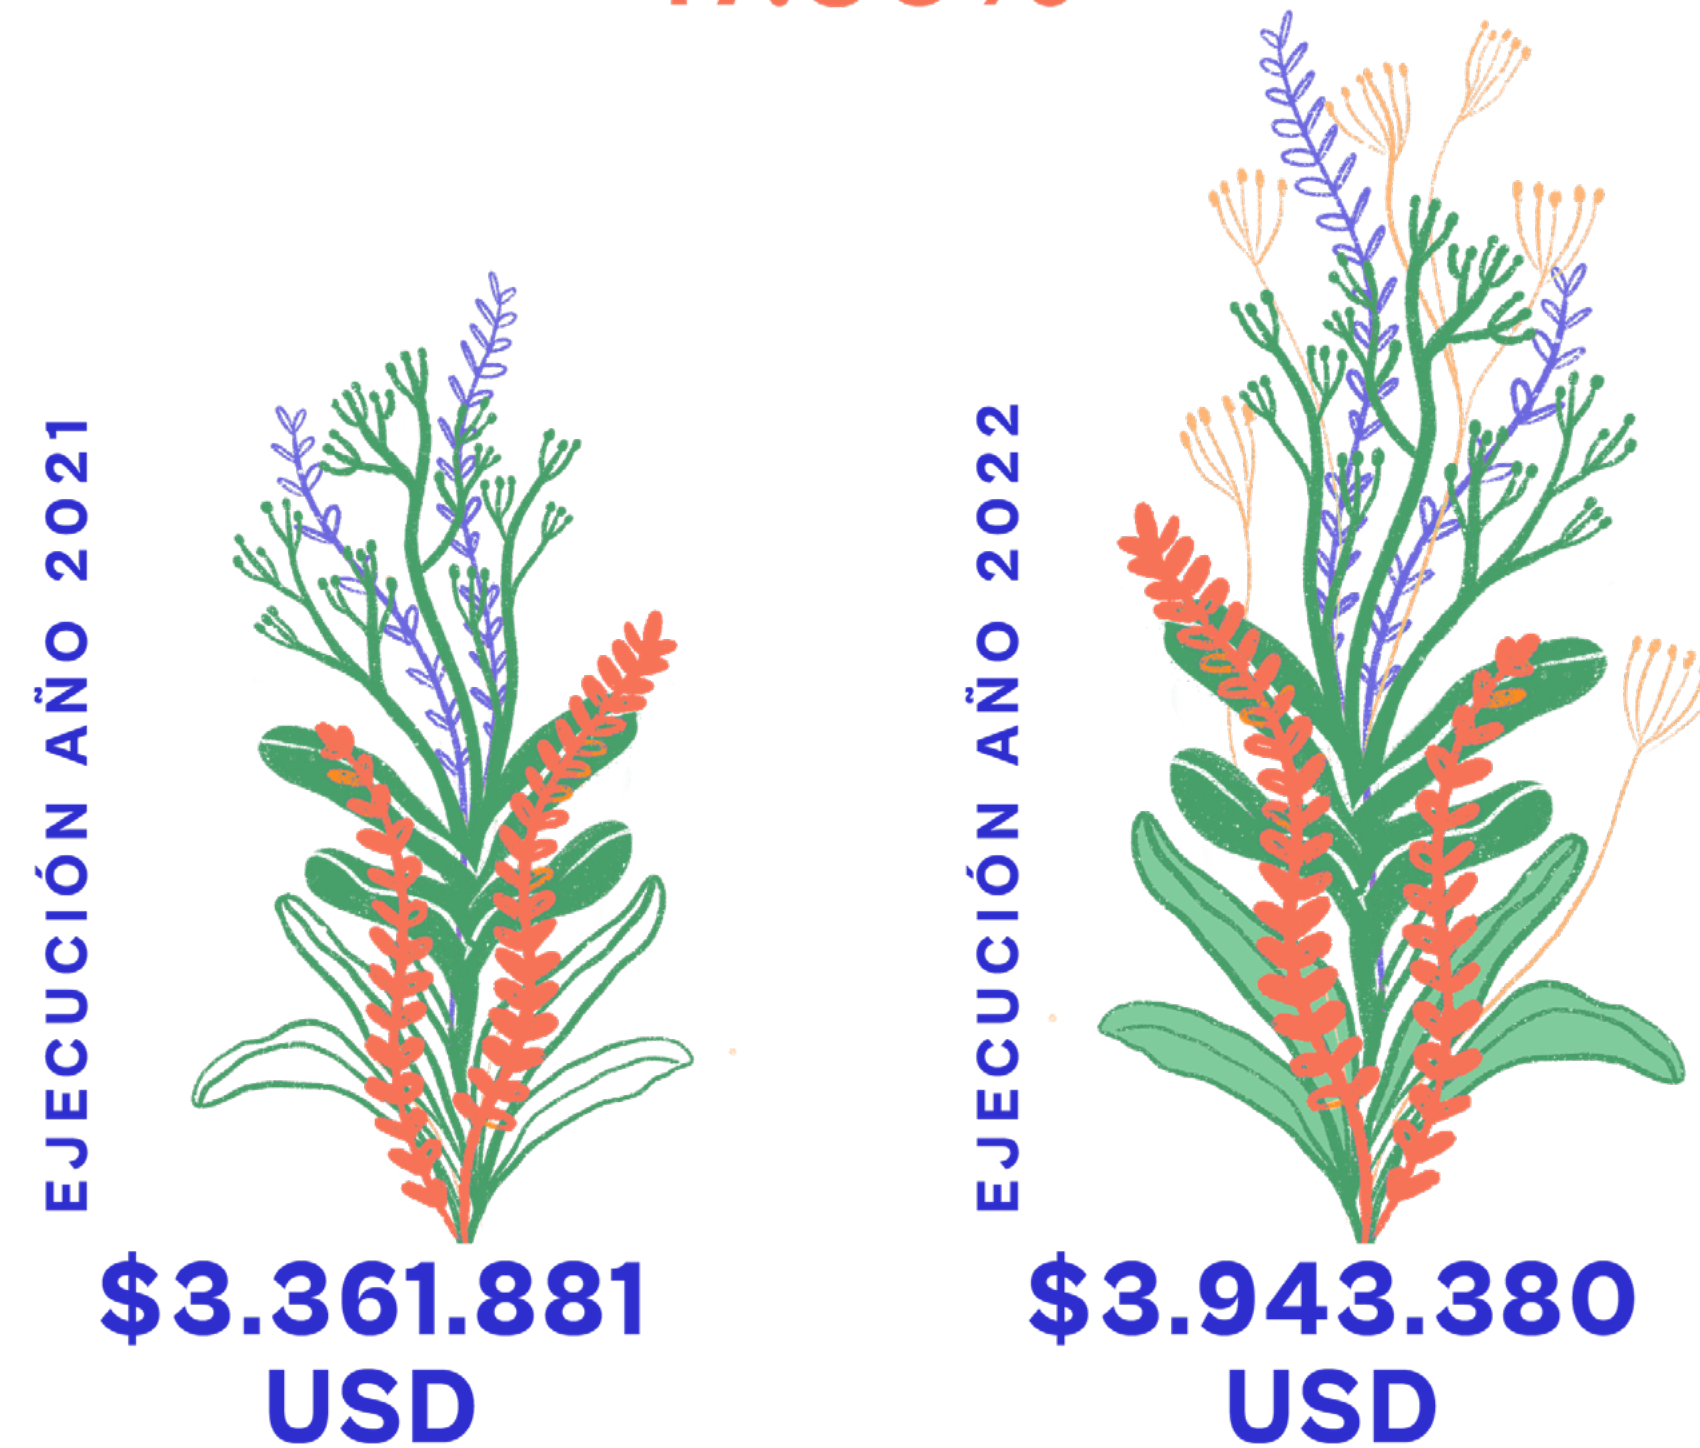 EJECUCIÓN AÑO 2021
$3.361.881
USD
EJECUCIÓN AÑO 2022
$3.943.380
USD